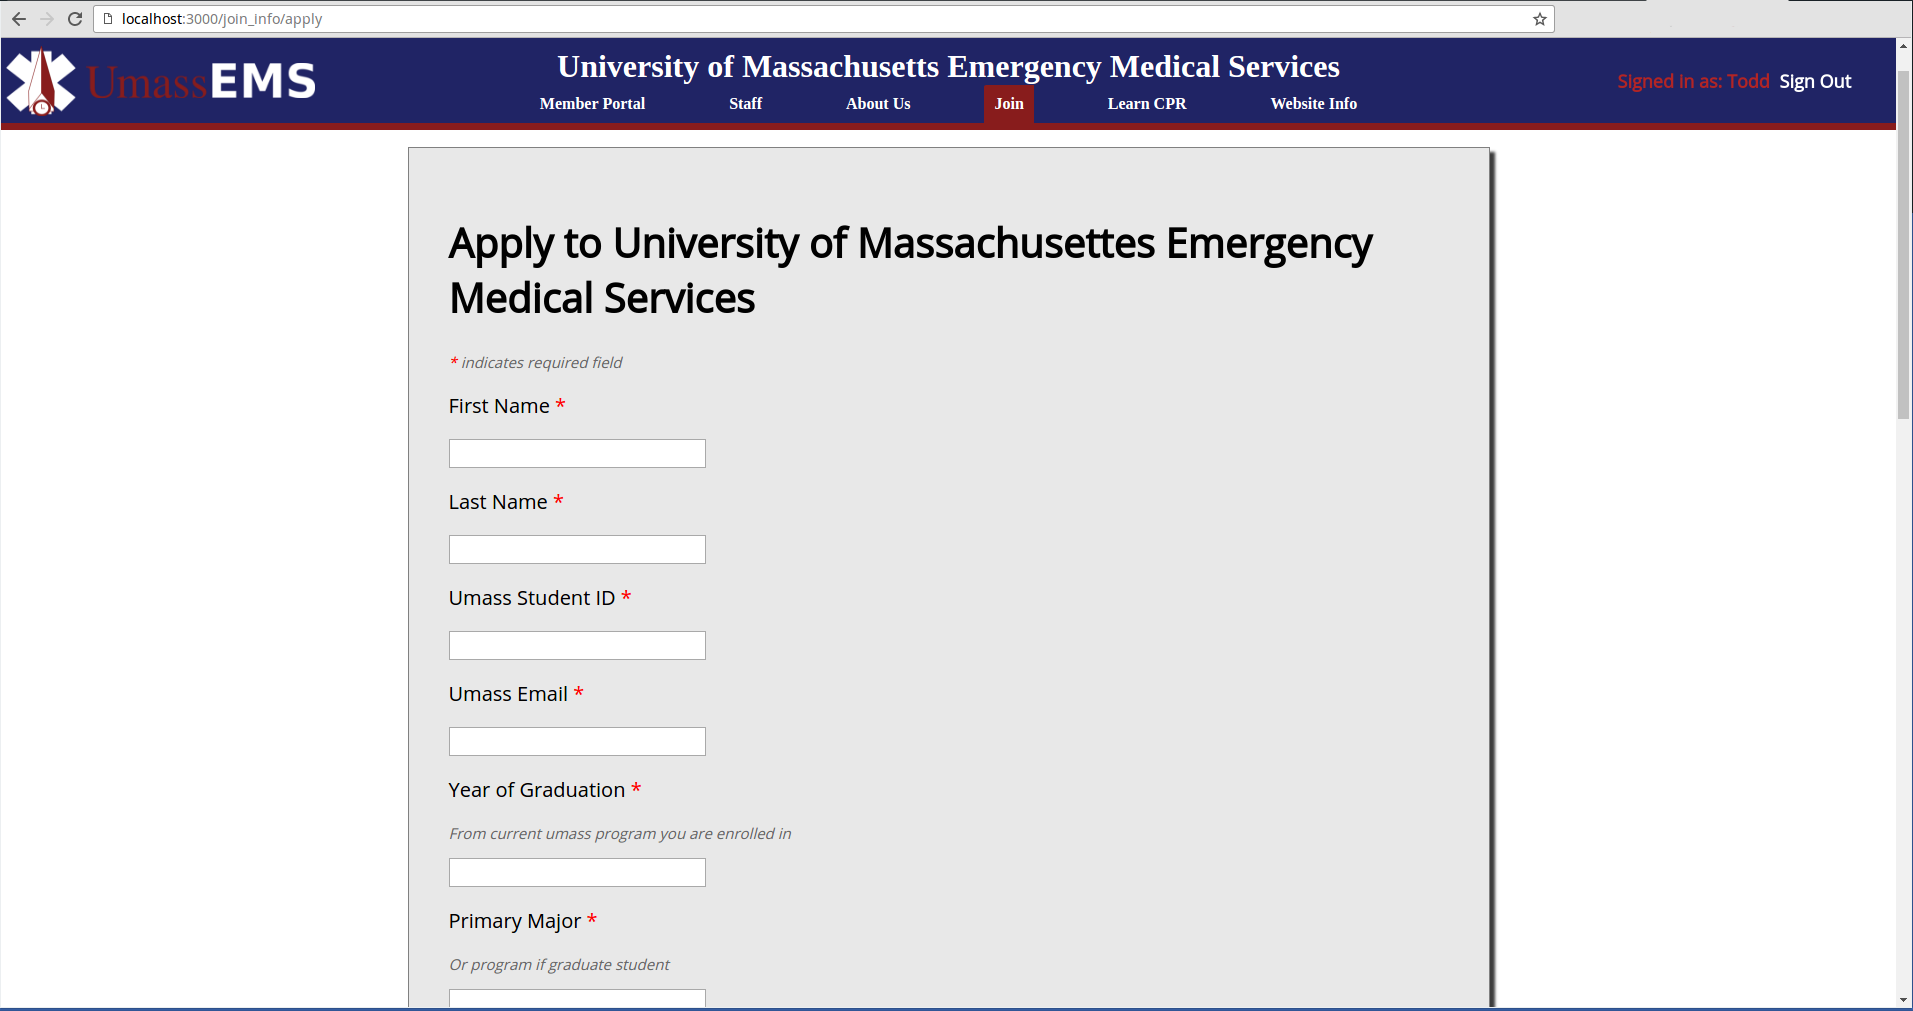 localhost:3000/join_info/apply
UmassEMS
University of Massachusetts Emergency Medical Services
Signed in as: Todd Sign Out
Member Portal Staff About Us Join Learn CPR Website Info
Apply to University of Massachusettes Emergency
Medical Services
* indicates required field
First Name *
Last Name *
Umass Student ID *
Umass Email *
Year of Graduation *
From current umass program you are enrolled in
Primary Major *
Or program if graduate student